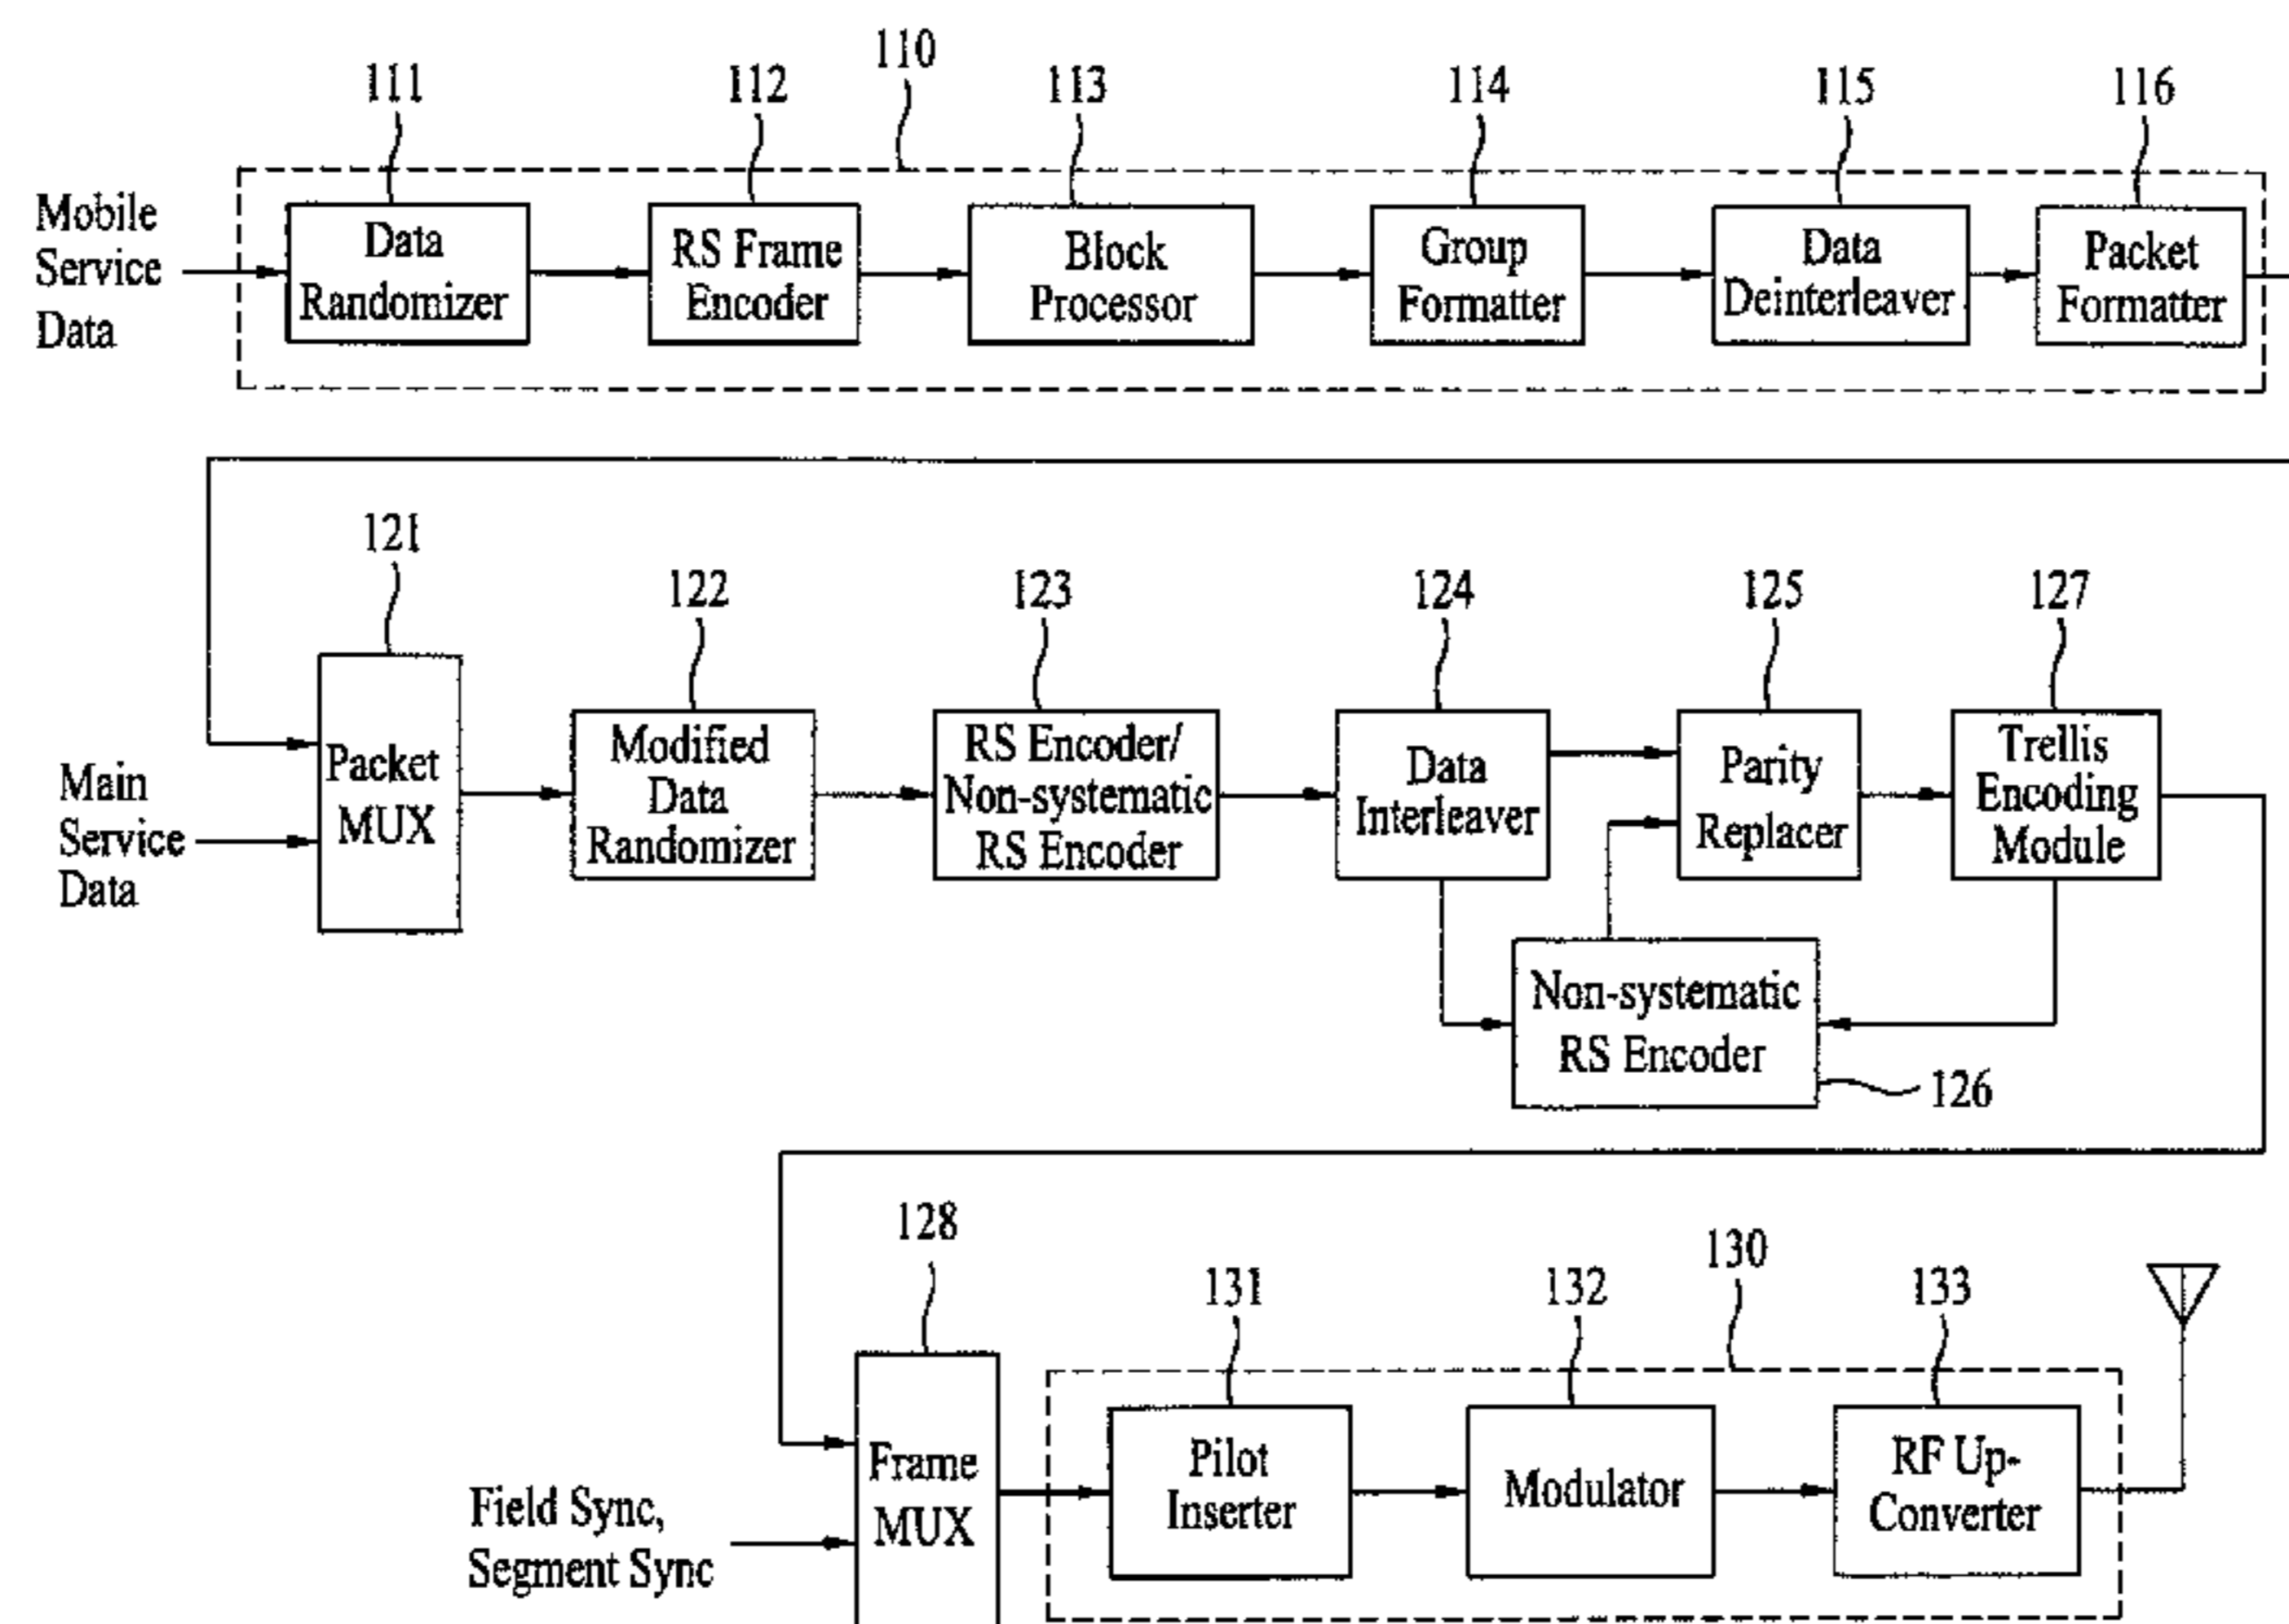 110
111
112
113
114
115
116
Mobile
Service
Data
Data
Randomizer
RS Frame
Encoder
Block
Processor
Group
Formatter
Data
Deinterleaver
Packet
Formatter
121
122
123
124
125
127
Main
Service
Data
Packet
MUX
Modified
Data
Randomizer
RS Encoder/
Non-systematic
RS Encoder
Data
Interleaver
Parity
Replacer
Trellis
Encoding
Module
Non-systematic
RS Encoder
126
128
130
131
132
133
Field Sync,
Segment Sync
Frame
MUX
Pilot
Inserter
Modulator
RF Up-
Converter